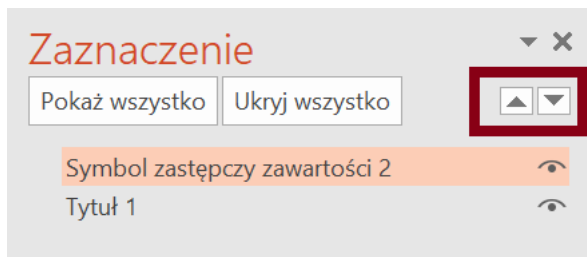 Zaznaczenie
Pokaż wszystko Ukryj wszystko
Symbol zastępczy zawartości 2
Tytuł 1